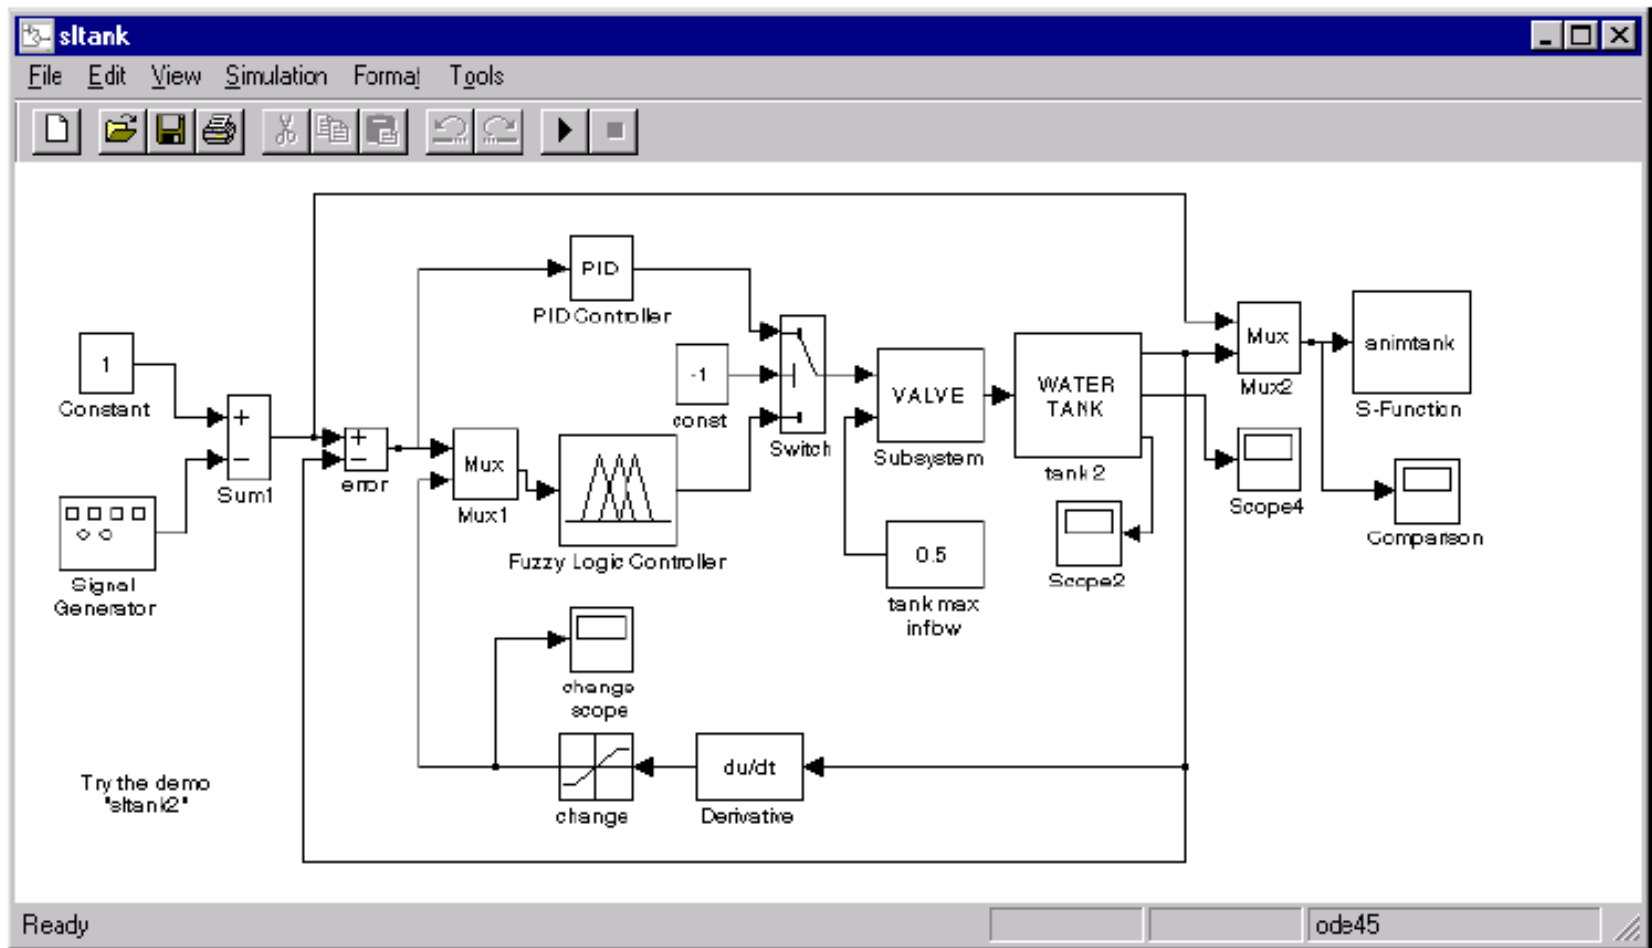 sltank
File Edit View Simulation Format Tools
PID
PID Controller
1
Constant
+
−
Sum1
Signal
Generator
+
−
error
Mux
Mux1
Fuzzy Logic Controller
-1
const
Switch
VALVE
Subsystem
WATER
TANK
tank2
0.5
tank max
inflow
Scope2
Mux
Mux2
animtank
S-Function
Scope4
Comparison
change
scope
change
du/dt
Derivative
Try the demo
"sltank2"
Ready
ode45